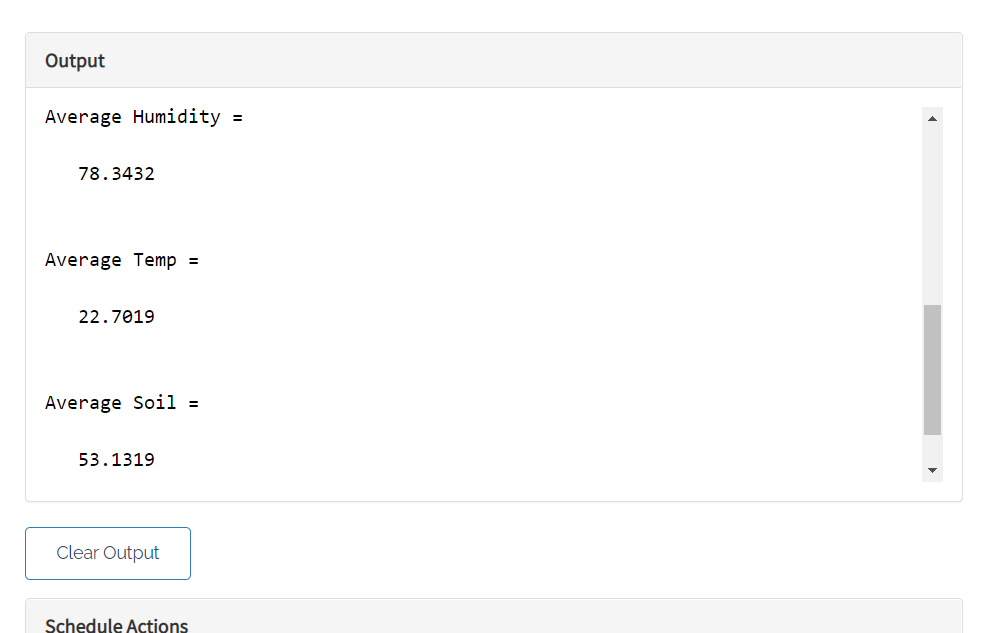 Output
Average Humidity =
78.3432
Average Temp =
22.7019
Average Soil =
53.1319
Clear Output
Schedule Actions